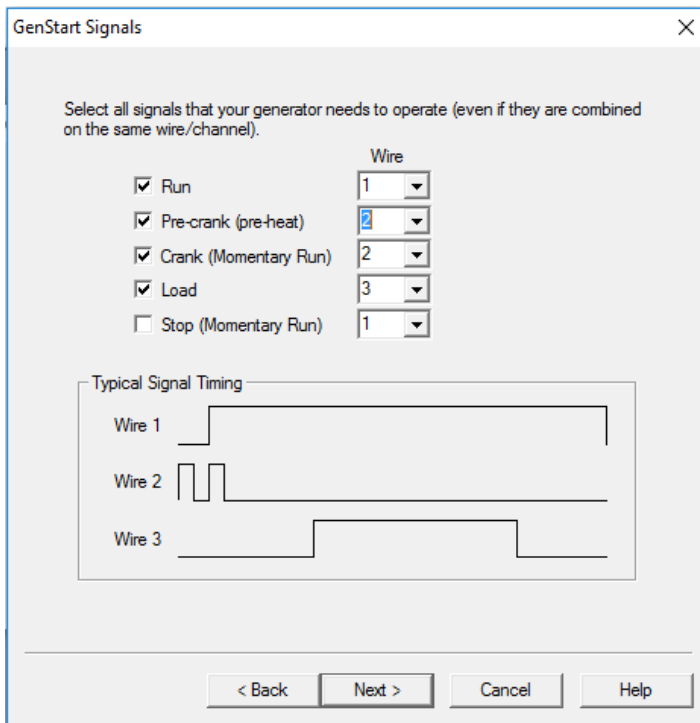 GenStart Signals
Select all signals that your generator needs to operate (even if they are combined
on the same wire/channel).
Wire
Run 1
Pre-crank (pre-heat) 2
Crank (Momentary Run) 2
Load 3
Stop (Momentary Run) 1
Typical Signal Timing
Wire 1
Wire 2
Wire 3
< Back Next > Cancel Help